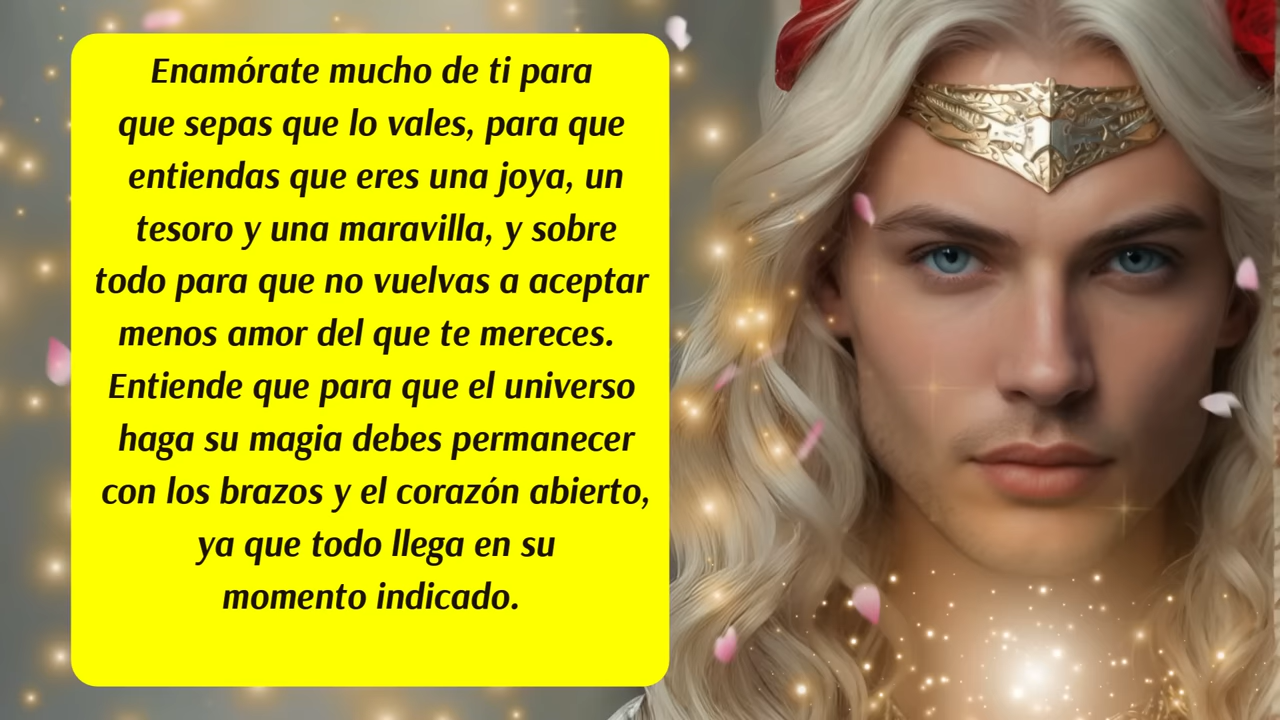 Enamórate mucho de ti para
que sepas que lo vales, para que
entiendas que eres una joya, un
tesoro y una maravilla, y sobre
todo para que no vuelvas a aceptar
menos amor del que te mereces.
Entiende que para que el universo
haga su magia debes permanecer
con los brazos y el corazón abierto,
ya que todo llega en su
momento indicado.